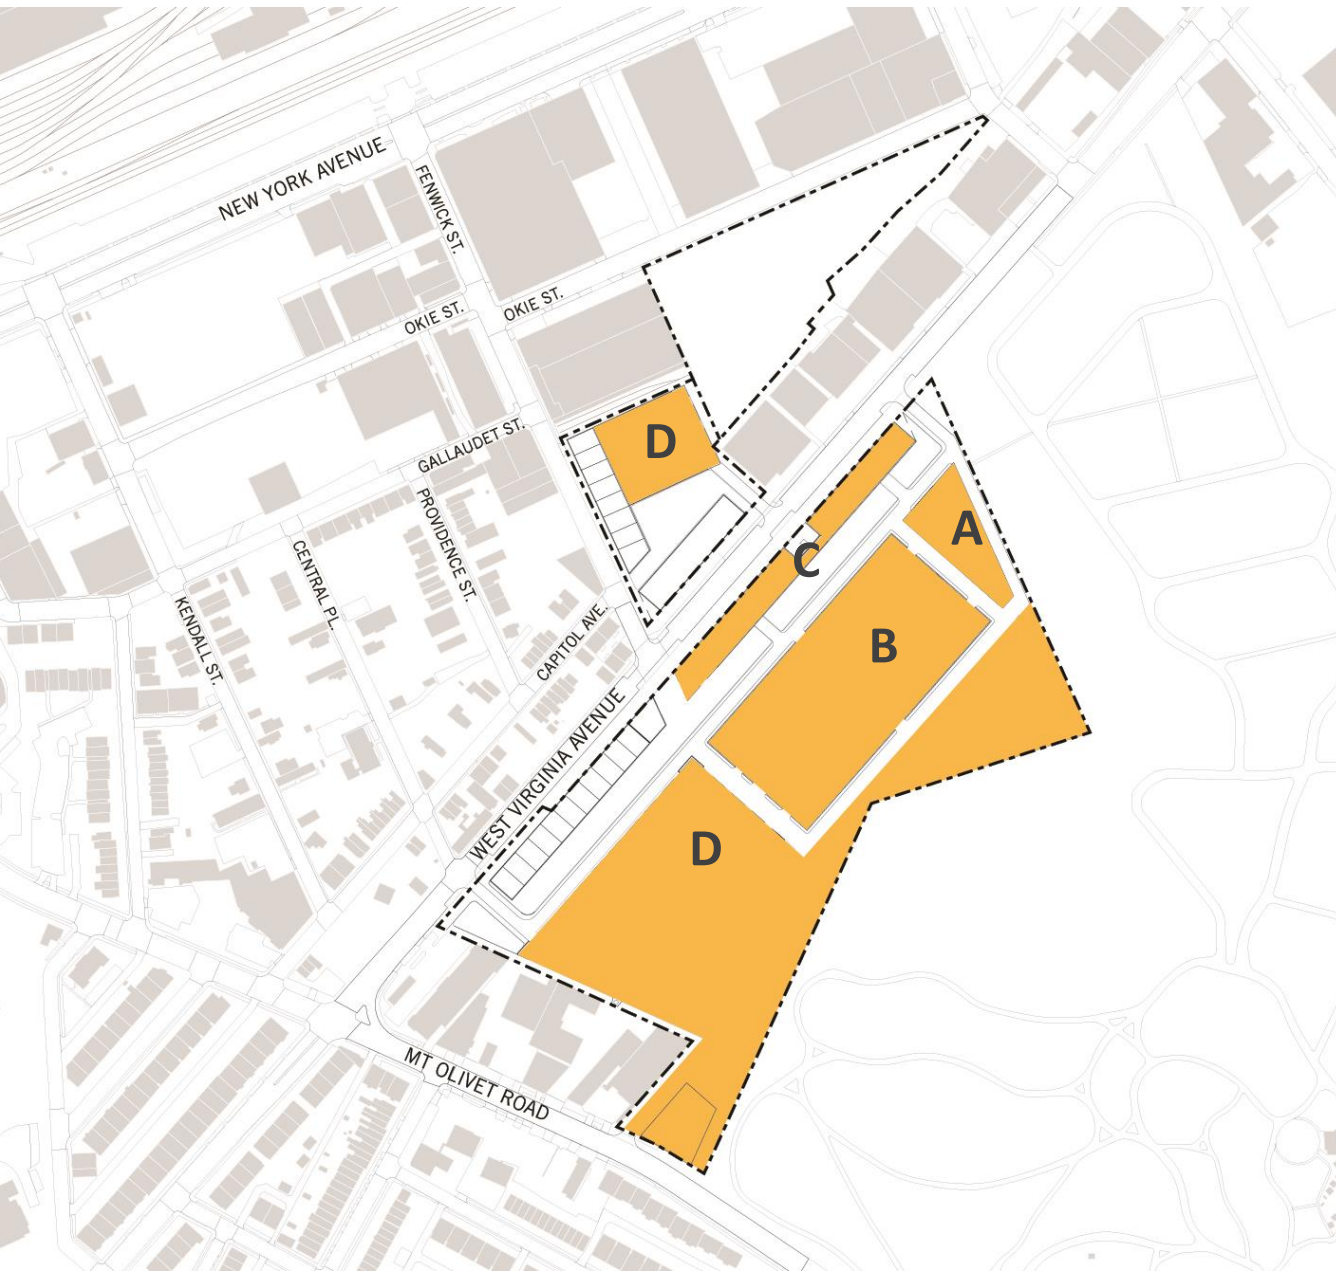 NEW YORK AVENUE
FENWICK ST.
OKIE ST.
OKIE ST.
GALLAUDET ST.
D
PROVIDENCE ST.
A
C
CENTRAL PL.
KENDALL ST.
CAPITOL AVE.
B
WEST VIRGINIA AVENUE
D
MT OLIVET ROAD